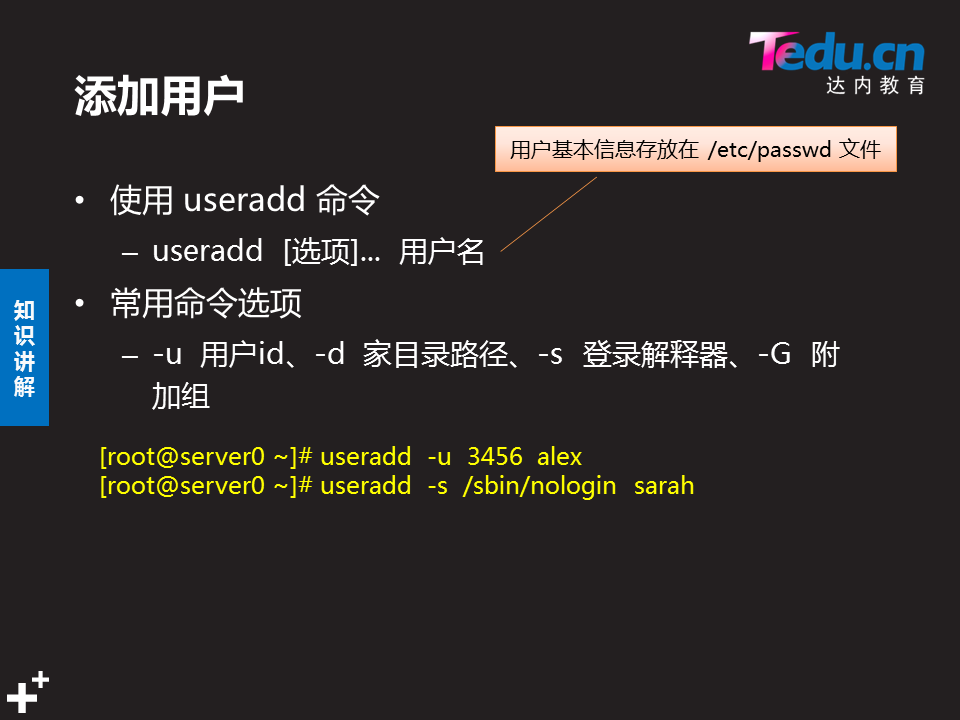 Tedu.cn
达内教育
添加用户
用户基本信息存放在 /etc/passwd 文件
• 使用 useradd 命令
– useradd [选项]... 用户名
• 常用命令选项
– -u 用户id、-d 家目录路径、-s 登录解释器、-G 附
加组
知
识
讲
解
[root@server0 ~]# useradd -u 3456 alex
[root@server0 ~]# useradd -s /sbin/nologin sarah